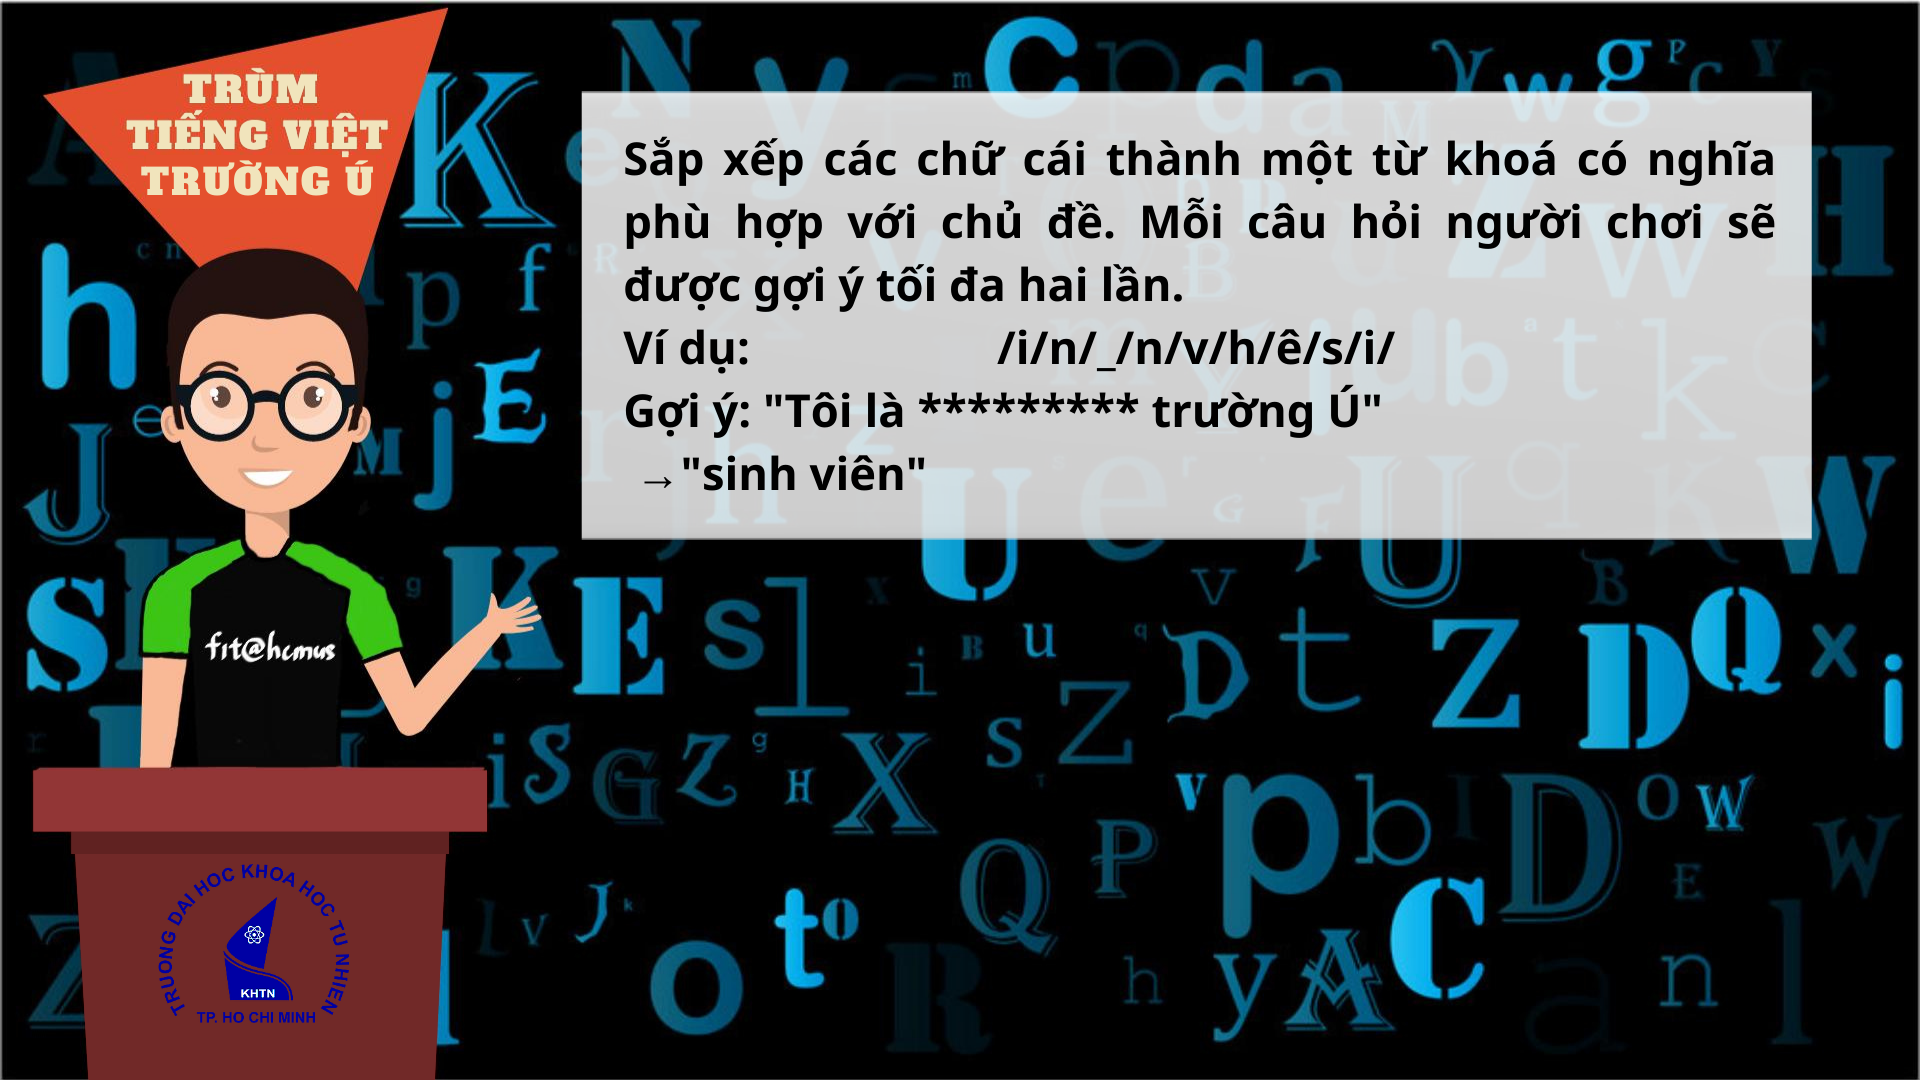 TRÙM
TIẾNG VIỆT
TRƯỜNG Ú
Sắp xếp các chữ cái thành một từ khoá có nghĩa
phù hợp với chủ đề. Mỗi câu hỏi người chơi sẽ
được gợi ý tối đa hai lần.
Ví dụ: /i/n/_/n/v/h/ê/s/i/
Gợi ý: "Tôi là ********* trường Ú"
→"sinh viên"
fit@hcmus
TRUONG DAI HOC KHOA HOC TU NHIEN
KHTN
TP. HO CHI MINH